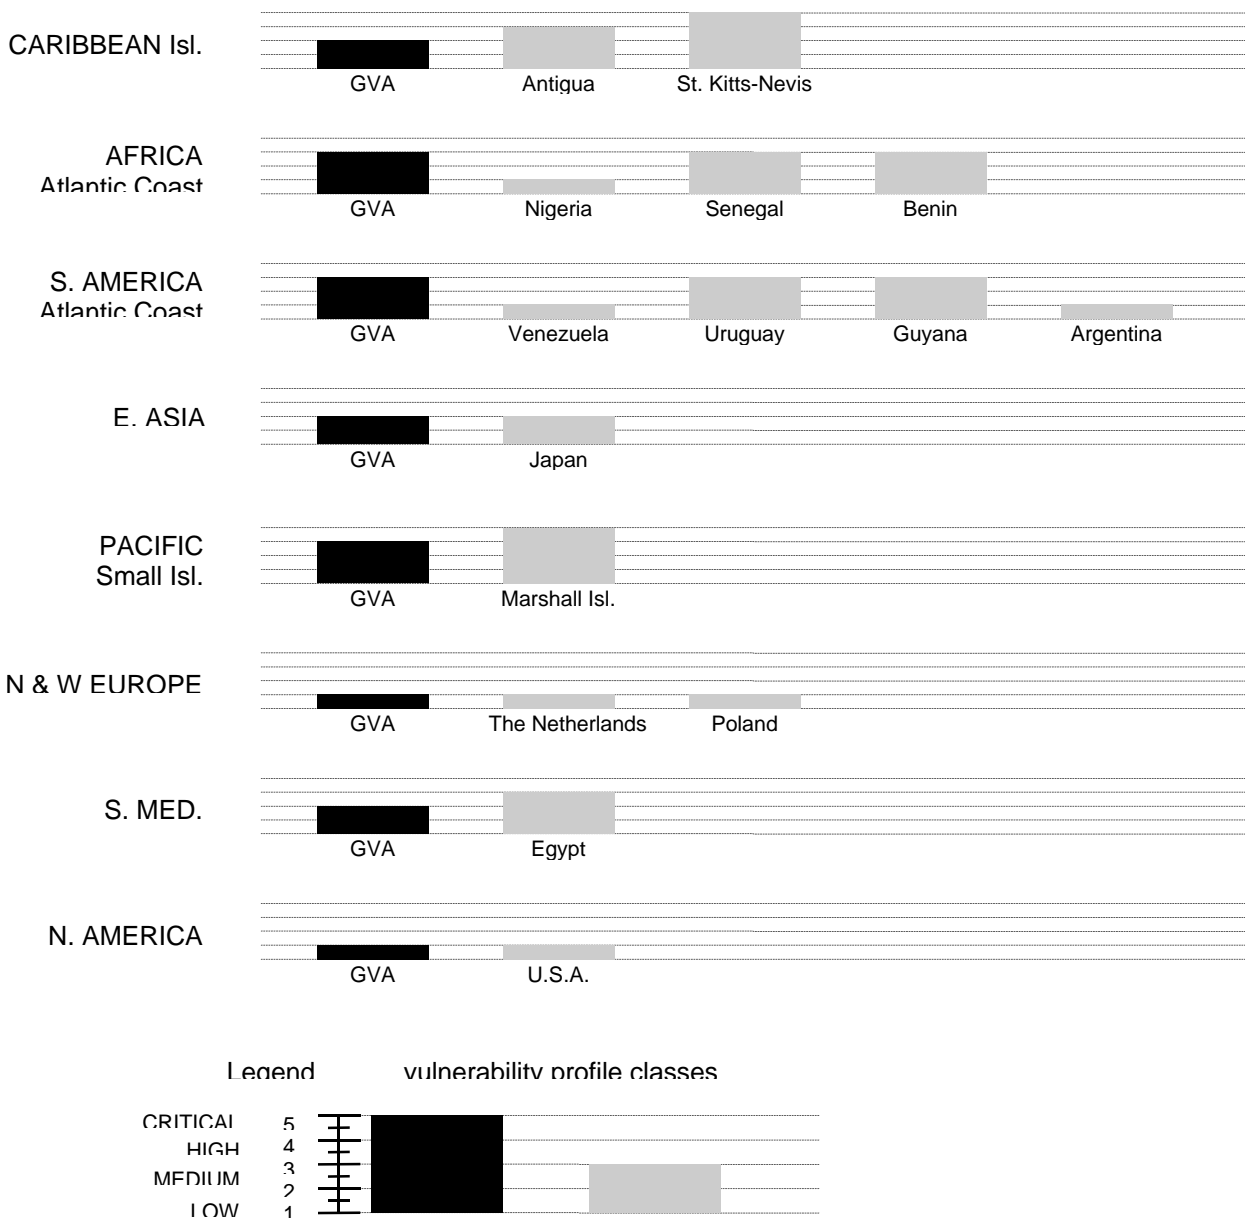 CARIBBEAN Isl.
GVA Antigua St. Kitts-Nevis
AFRICA
Atlantic Coast
GVA Nigeria Senegal Benin
S. AMERICA
Atlantic Coast
GVA Venezuela Uruguay Guyana Argentina
E. ASIA
GVA Japan
PACIFIC
Small Isl.
GVA Marshall Isl.
N & W EUROPE
GVA The Netherlands Poland
S. MED.
GVA Egypt
N. AMERICA
GVA U.S.A.
Legend vulnerability profile classes
CRITICAL 5
HIGH 4
MEDIUM 3
2
LOW 1